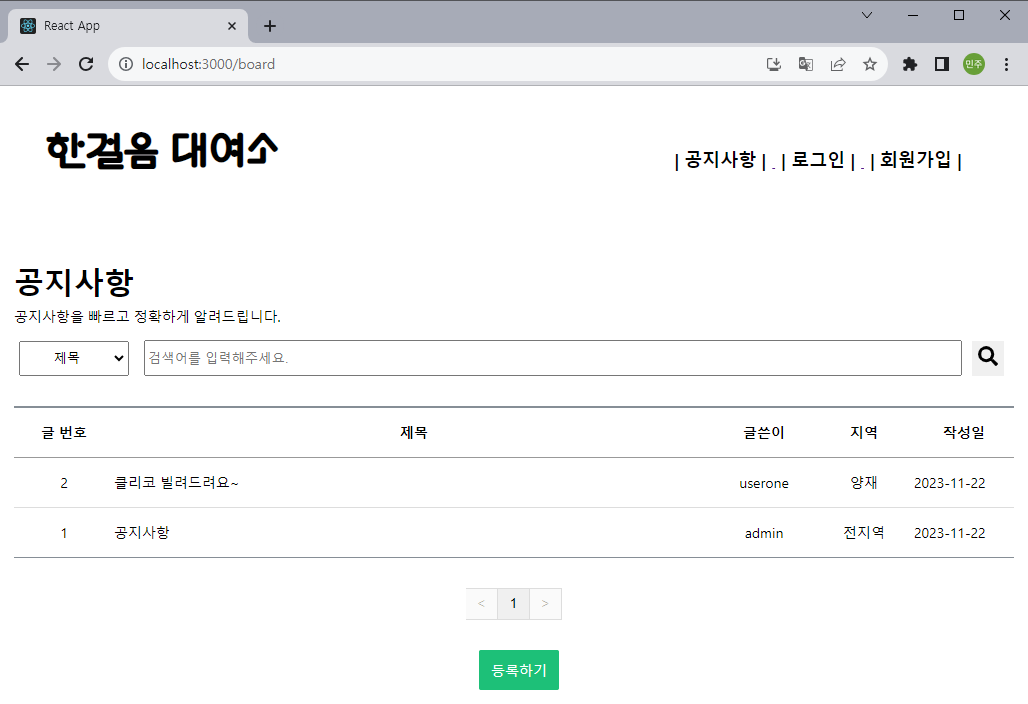 React App
localhost:3000/board
민주
한걸음 대여소
| 공지사항 | | 로그인 | | 회원가입 |
공지사항
공지사항을 빠르고 정확하게 알려드립니다.
제목 검색어를 입력해주세요.
글 번호 제목 글쓴이 지역 작성일
2 클리코 빌려드려요~ userone 양재 2023-11-22
1 공지사항 admin 전지역 2023-11-22
< 1 >
등록하기